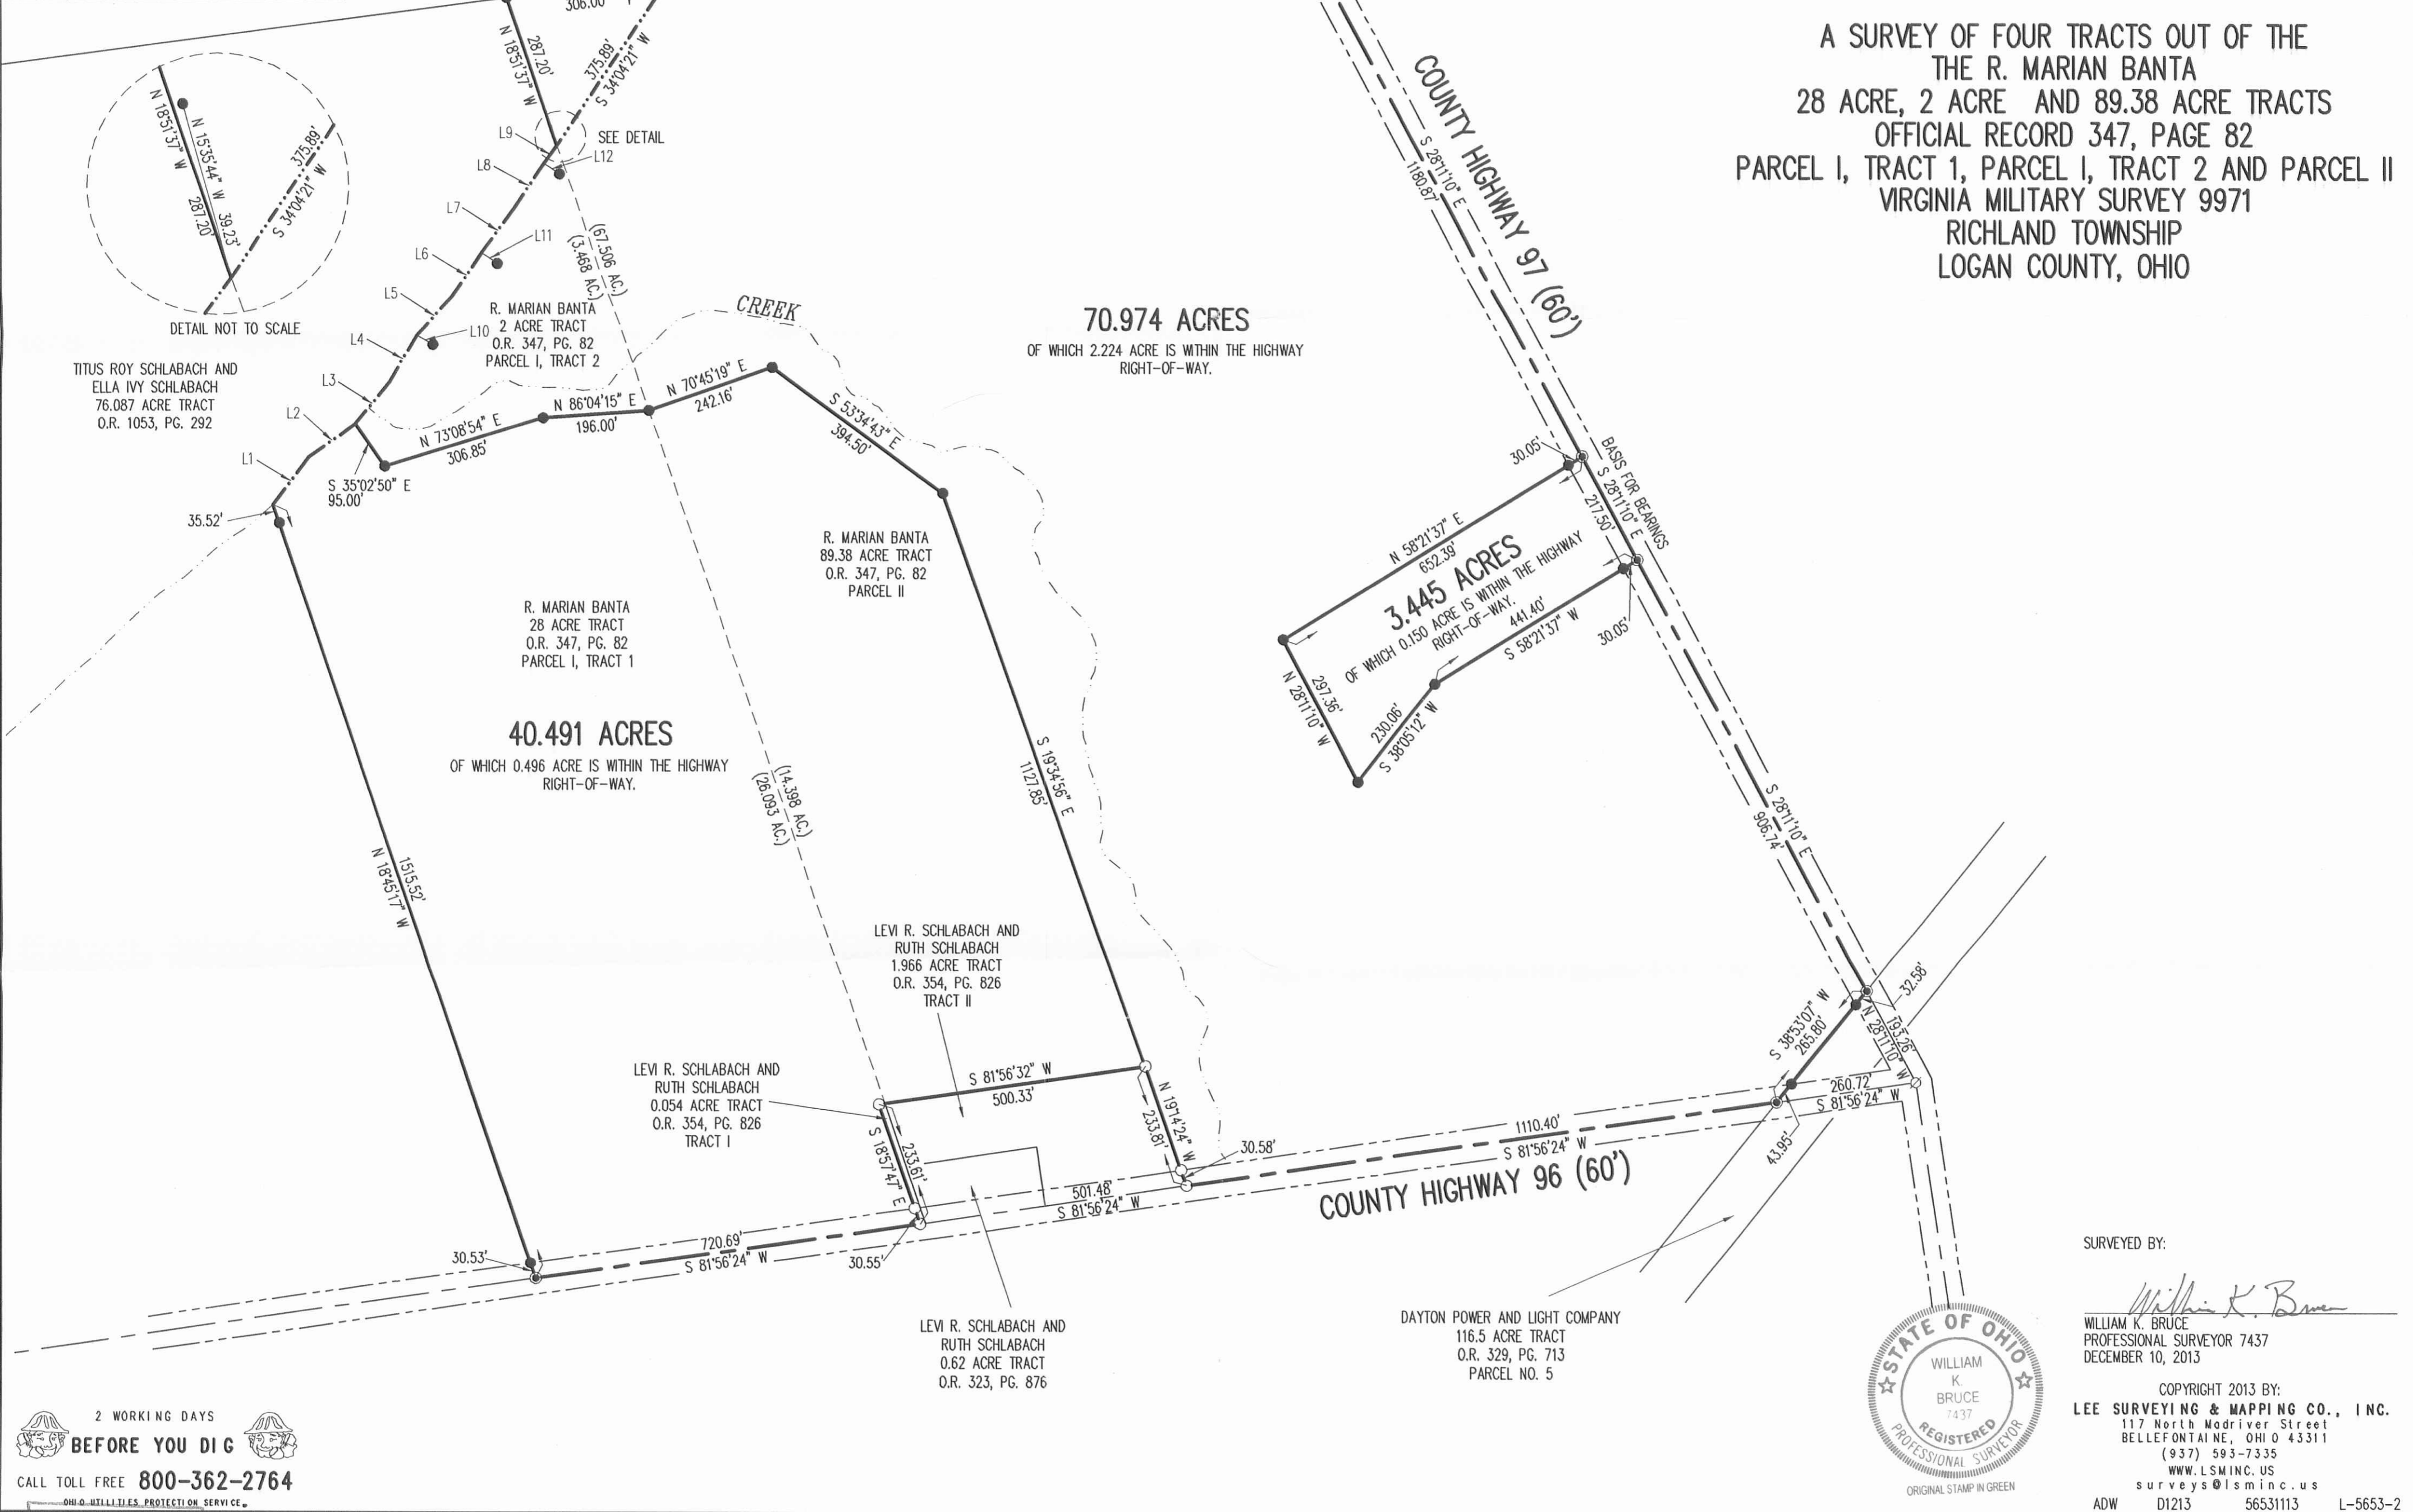 A SURVEY OF FOUR TRACTS OUT OF THE
THE R. MARIAN BANTA
28 ACRE, 2 ACRE AND 89.38 ACRE TRACTS
OFFICIAL RECORD 347, PAGE 82
PARCEL I, TRACT 1, PARCEL I, TRACT 2 AND PARCEL II
VIRGINIA MILITARY SURVEY 9971
RICHLAND TOWNSHIP
LOGAN COUNTY, OHIO
306.00'
287.20'
N 18°51'37" W
375.89'
S 34°04'21" W
N 18°51'37" W
287.20'
N 15°35'44" W 39.23'
375.89'
S 34°04'21" W
DETAIL NOT TO SCALE
SEE DETAIL
L9
L12
L8
L7
L11
L6
L5
L10
L4
L3
L2
L1
(67.506 AC.)
(3.468 AC.)
R. MARIAN BANTA
2 ACRE TRACT
O.R. 347, PG. 82
PARCEL I, TRACT 2
CREEK
TITUS ROY SCHLABACH AND
ELLA IVY SCHLABACH
76.087 ACRE TRACT
O.R. 1053, PG. 292
70.974 ACRES
OF WHICH 2.224 ACRE IS WITHIN THE HIGHWAY
RIGHT-OF-WAY.
COUNTY HIGHWAY 97 (60')
S 28°11'10" E
1180.87'
N 73°08'54" E
306.85'
N 86°04'15" E
196.00'
N 70°45'19" E
242.16'
S 53°34'43" E
394.50'
S 35°02'50" E
95.00'
35.52'
30.05'
BASIS FOR BEARINGS
S 28°11'10" E
217.50'
N 58°21'37" E
652.39'
3.445 ACRES
OF WHICH 0.150 ACRE IS WITHIN THE HIGHWAY
RIGHT-OF-WAY.
441.40'
S 58°21'37" W
30.05'
297.36'
N 28°11'10" W
230.06'
S 38°05'12" W
R. MARIAN BANTA
89.38 ACRE TRACT
O.R. 347, PG. 82
PARCEL II
R. MARIAN BANTA
28 ACRE TRACT
O.R. 347, PG. 82
PARCEL I, TRACT 1
40.491 ACRES
OF WHICH 0.496 ACRE IS WITHIN THE HIGHWAY
RIGHT-OF-WAY.
(14.398 AC.)
(26.093 AC.)
S 19°34'56" E
1127.85'
S 28°11'10" E
906.74'
1515.52'
N 18°45'17" W
LEVI R. SCHLABACH AND
RUTH SCHLABACH
1.966 ACRE TRACT
O.R. 354, PG. 826
TRACT II
LEVI R. SCHLABACH AND
RUTH SCHLABACH
0.054 ACRE TRACT
O.R. 354, PG. 826
TRACT I
S 81°56'32" W
500.33'
N 19°14'24" W
233.81'
233.61'
S 18°57'47" E
32.58'
S 38°53'07" W
265.80'
193.26'
N 28°11'10" W
260.72'
S 81°56'24" W
43.95'
30.58'
1110.40'
S 81°56'24" W
COUNTY HIGHWAY 96 (60')
501.48'
S 81°56'24" W
720.69'
S 81°56'24" W
30.53'
30.55'
LEVI R. SCHLABACH AND
RUTH SCHLABACH
0.62 ACRE TRACT
O.R. 323, PG. 876
DAYTON POWER AND LIGHT COMPANY
116.5 ACRE TRACT
O.R. 329, PG. 713
PARCEL NO. 5
STATE OF OHIO
WILLIAM
K.
BRUCE
7437
REGISTERED
PROFESSIONAL SURVEYOR
ORIGINAL STAMP IN GREEN
SURVEYED BY:
William K. Bruce
WILLIAM K. BRUCE
PROFESSIONAL SURVEYOR 7437
DECEMBER 10, 2013
COPYRIGHT 2013 BY:
LEE SURVEYING & MAPPING CO., INC.
117 North Madriver Street
BELLEFONTAINE, OHIO 43311
(937) 593-7335
WWW.LSMINC.US
surveys@lsminc.us
ADW D1213 56531113 L-5653-2
2 WORKING DAYS
BEFORE YOU DIG
CALL TOLL FREE 800-362-2764
OHIO UTILITIES PROTECTION SERVICE.